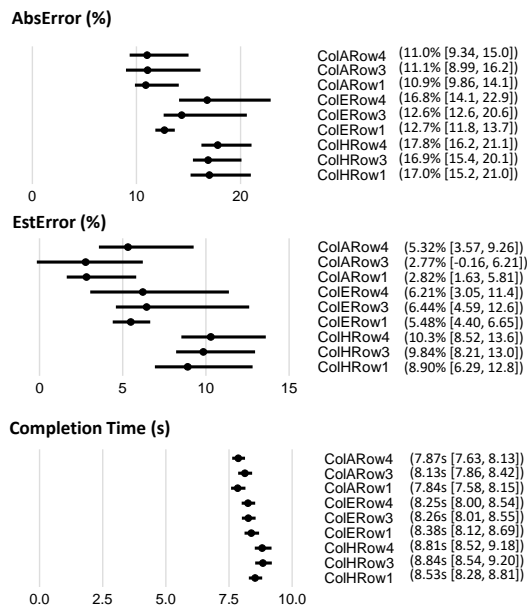 AbsError (%)
ColARow4 (11.0% [9.34, 15.0])
ColARow3 (11.1% [8.99, 16.2])
ColARow1 (10.9% [9.86, 14.1])
ColERow4 (16.8% [14.1, 22.9])
ColERow3 (12.6% [12.6, 20.6])
ColERow1 (12.7% [11.8, 13.7])
ColHRow4 (17.8% [16.2, 21.1])
ColHRow3 (16.9% [15.4, 20.1])
ColHRow1 (17.0% [15.2, 21.0])
0 10 20
EstError (%)
ColARow4 (5.32% [3.57, 9.26])
ColARow3 (2.77% [-0.16, 6.21])
ColARow1 (2.82% [1.63, 5.81])
ColERow4 (6.21% [3.05, 11.4])
ColERow3 (6.44% [4.59, 12.6])
ColERow1 (5.48% [4.40, 6.65])
ColHRow4 (10.3% [8.52, 13.6])
ColHRow3 (9.84% [8.21, 13.0])
ColHRow1 (8.90% [6.29, 12.8])
0 5 10 15
Completion Time (s)
ColARow4 (7.87s [7.63, 8.13])
ColARow3 (8.13s [7.86, 8.42])
ColARow1 (7.84s [7.58, 8.15])
ColERow4 (8.25s [8.00, 8.54])
ColERow3 (8.26s [8.01, 8.55])
ColERow1 (8.38s [8.12, 8.69])
ColHRow4 (8.81s [8.52, 9.18])
ColHRow3 (8.84s [8.54, 9.20])
ColHRow1 (8.53s [8.28, 8.81])
0.0 2.5 5.0 7.5 10.0